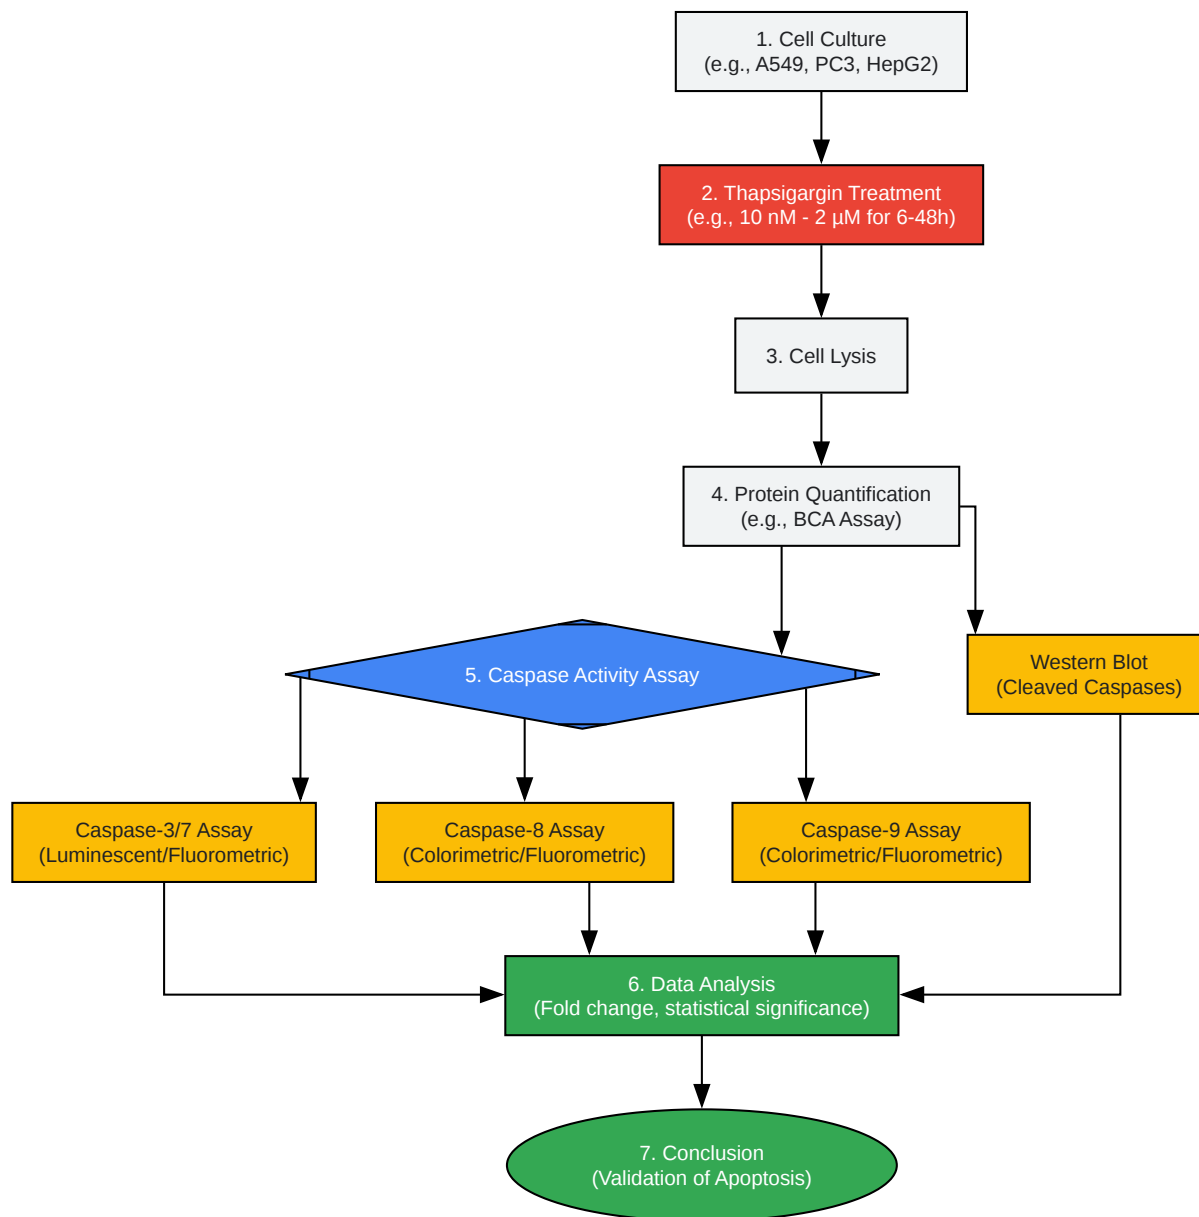 1. Cell Culture
(e.g., A549, PC3, HepG2)
2. Thapsigargin Treatment
(e.g., 10 nM - 2 µM for 6-48h)
3. Cell Lysis
4. Protein Quantification
(e.g., BCA Assay)
5. Caspase Activity Assay
Western Blot
(Cleaved Caspases)
Caspase-3/7 Assay
(Luminescent/Fluorometric)
Caspase-8 Assay
(Colorimetric/Fluorometric)
Caspase-9 Assay
(Colorimetric/Fluorometric)
6. Data Analysis
(Fold change, statistical significance)
7. Conclusion
(Validation of Apoptosis)